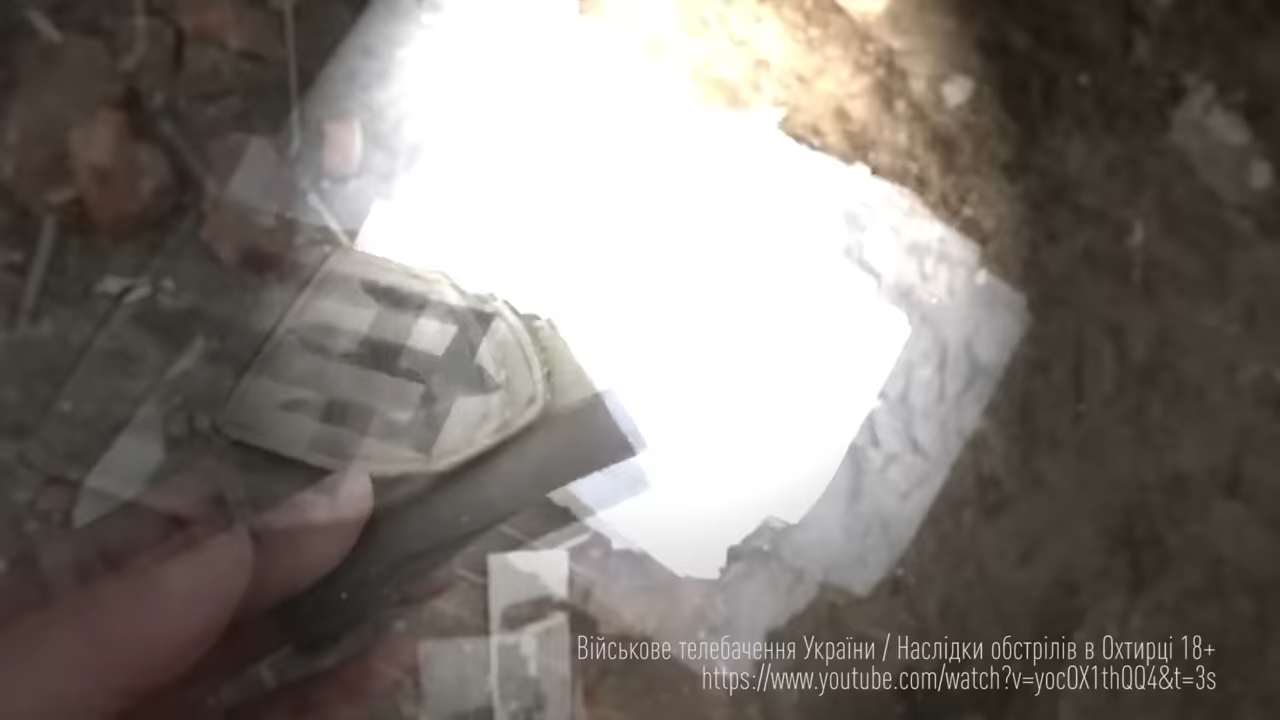 Військове телебачення України / Наслідки обстрілів в Охтирці 18+
https://www.youtube.com/watch?v=yocOX1thQQ4&t=3s